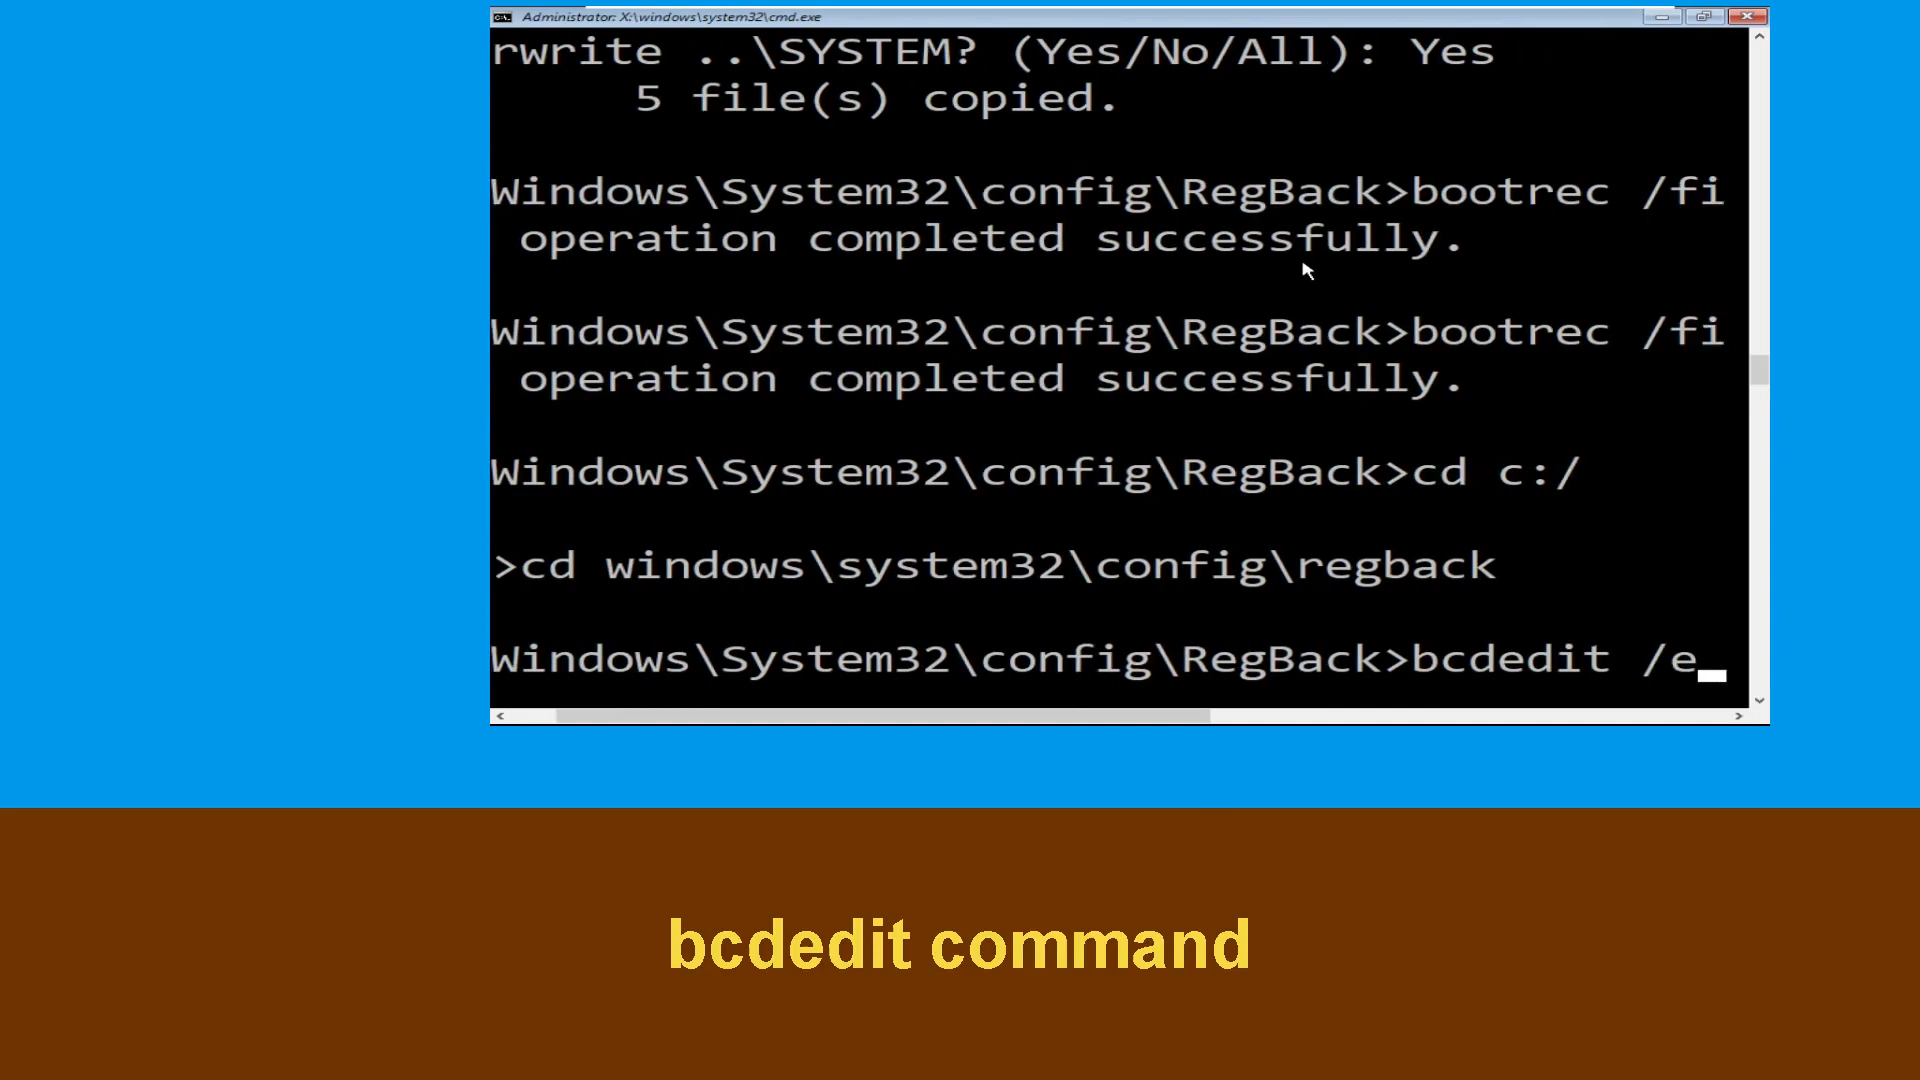 Administrator: X:\windows\system32\cmd.exe
rwrite ..\SYSTEM? (Yes/No/All): Yes
5 file(s) copied.
Windows\System32\config\RegBack>bootrec /fi
operation completed successfully.
Windows\System32\config\RegBack>bootrec /fi
operation completed successfully.
Windows\System32\config\RegBack>cd c:/
>cd windows\system32\config\regback
Windows\System32\config\RegBack>bcdedit /e
bcdedit command